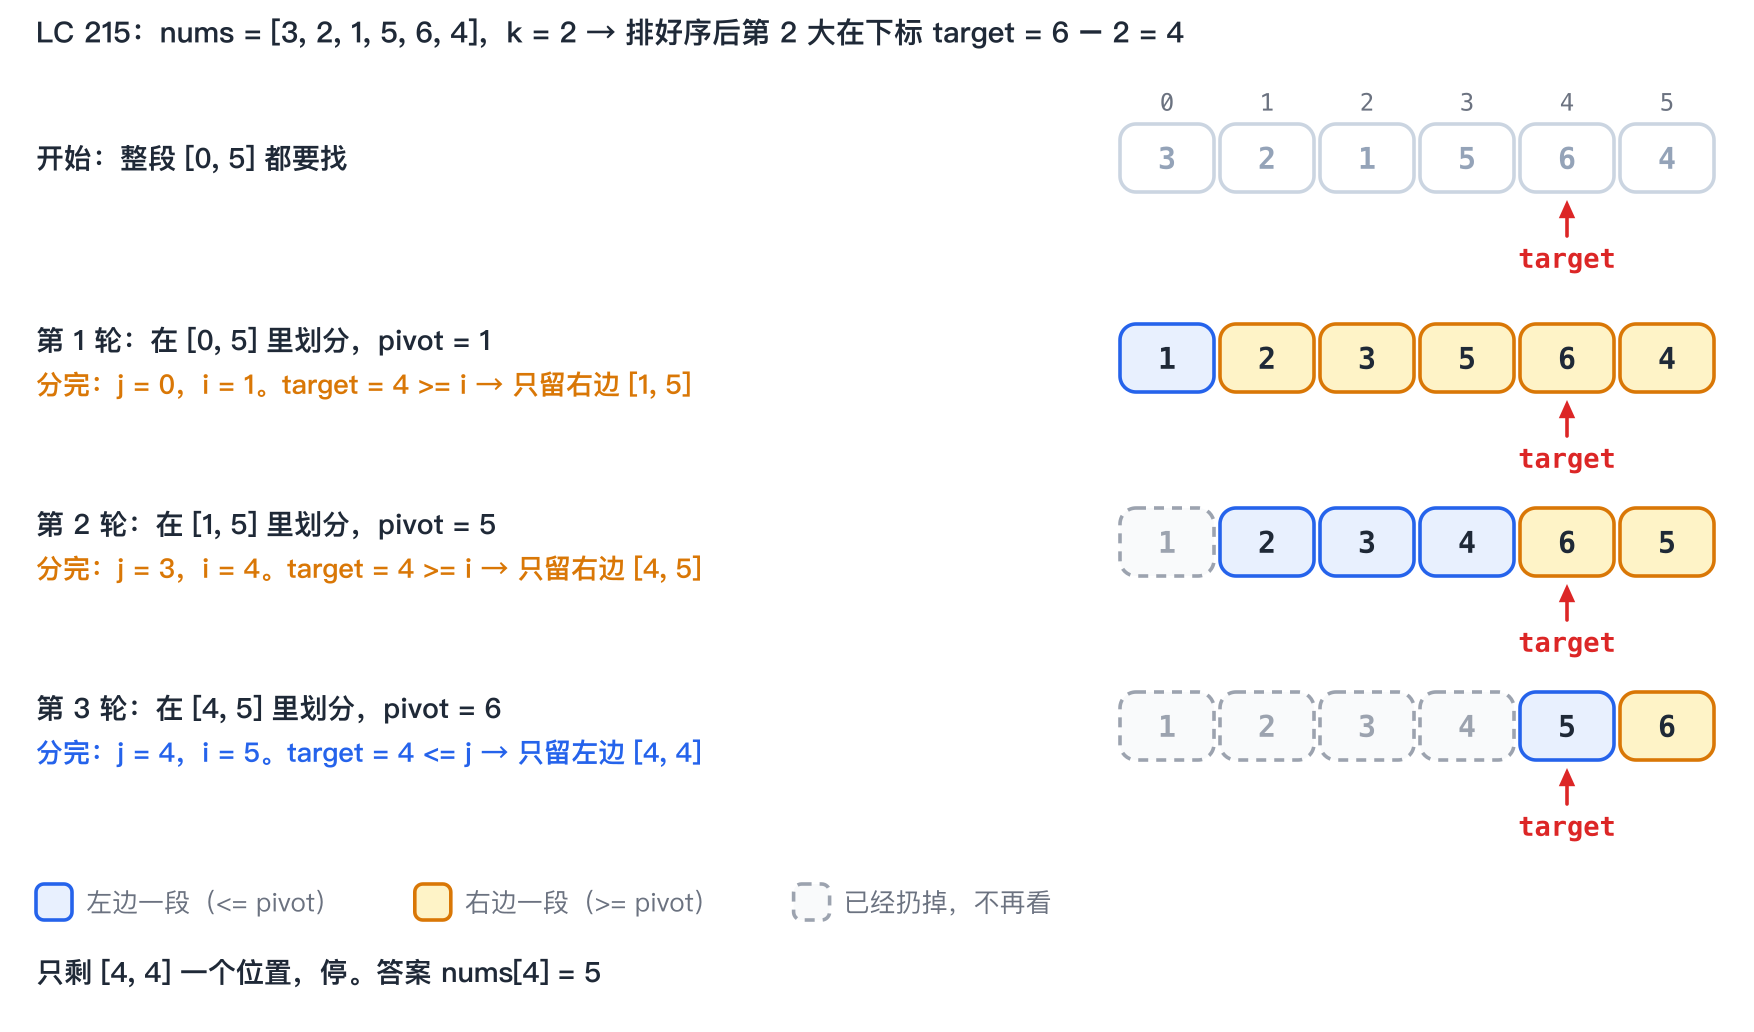 LC 215：nums = [3, 2, 1, 5, 6, 4]，k = 2 → 排好序后第 2 大在下标 target = 6 − 2 = 4
0 1 2 3 4 5
开始：整段 [0, 5] 都要找
3 2 1 5 6 4
target
第 1 轮：在 [0, 5] 里划分，pivot = 1
分完：j = 0，i = 1。target = 4 >= i → 只留右边 [1, 5]
1 2 3 5 6 4
target
第 2 轮：在 [1, 5] 里划分，pivot = 5
分完：j = 3，i = 4。target = 4 >= i → 只留右边 [4, 5]
1 2 3 4 6 5
target
第 3 轮：在 [4, 5] 里划分，pivot = 6
分完：j = 4，i = 5。target = 4 <= j → 只留左边 [4, 4]
1 2 3 4 5 6
target
左边一段（<= pivot） 右边一段（>= pivot） 已经扔掉，不再看
只剩 [4, 4] 一个位置，停。答案 nums[4] = 5